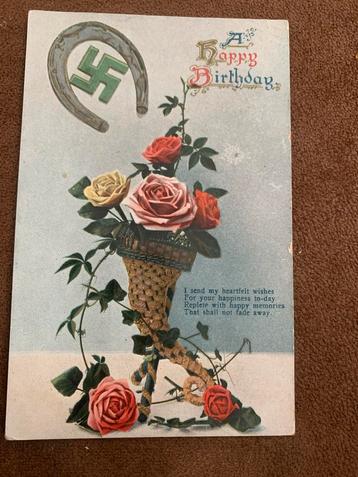 A
Happy
Birthday.
I send my heartfelt wishes
For your happiness to-day
Replete with happy memories
That shall not fade away.